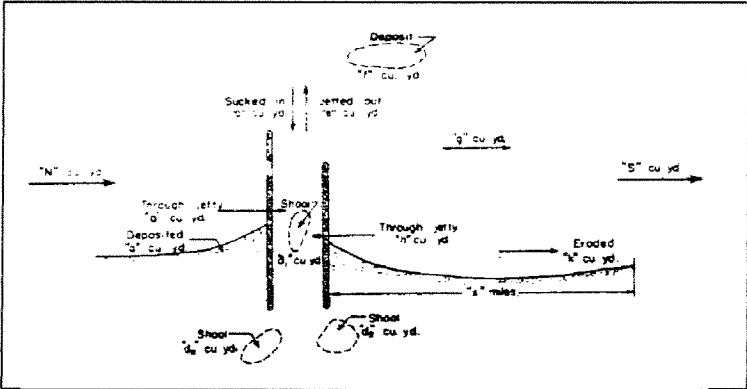 Deposit
"f" cu. yd.
Sucked in
cu yd.
Jetted out
"e" cu. yd.
"g" cu yd.
"N" cu yd
"S" cu yd
Through jetty
cu yd.
Shoal
Through jetty
"h" cu yd
Deposited
"a" cu yd.
cu yd
Eroded
"k" cu yd.
miles
Shoal
cu yd.
Shoal
cu yd.